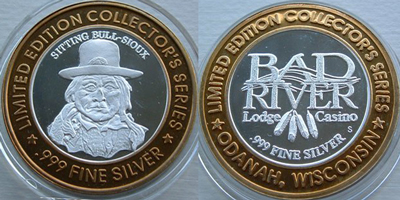 LIMITED EDITION COLLECTOR'S SERIES
SITTING BULL-SIOUX
.999 FINE SILVER
LIMITED EDITION COLLECTOR'S SERIES
BAD
RIVER
Lodge Casino
.999 FINE SILVER S
ODANAH, WISCONSIN